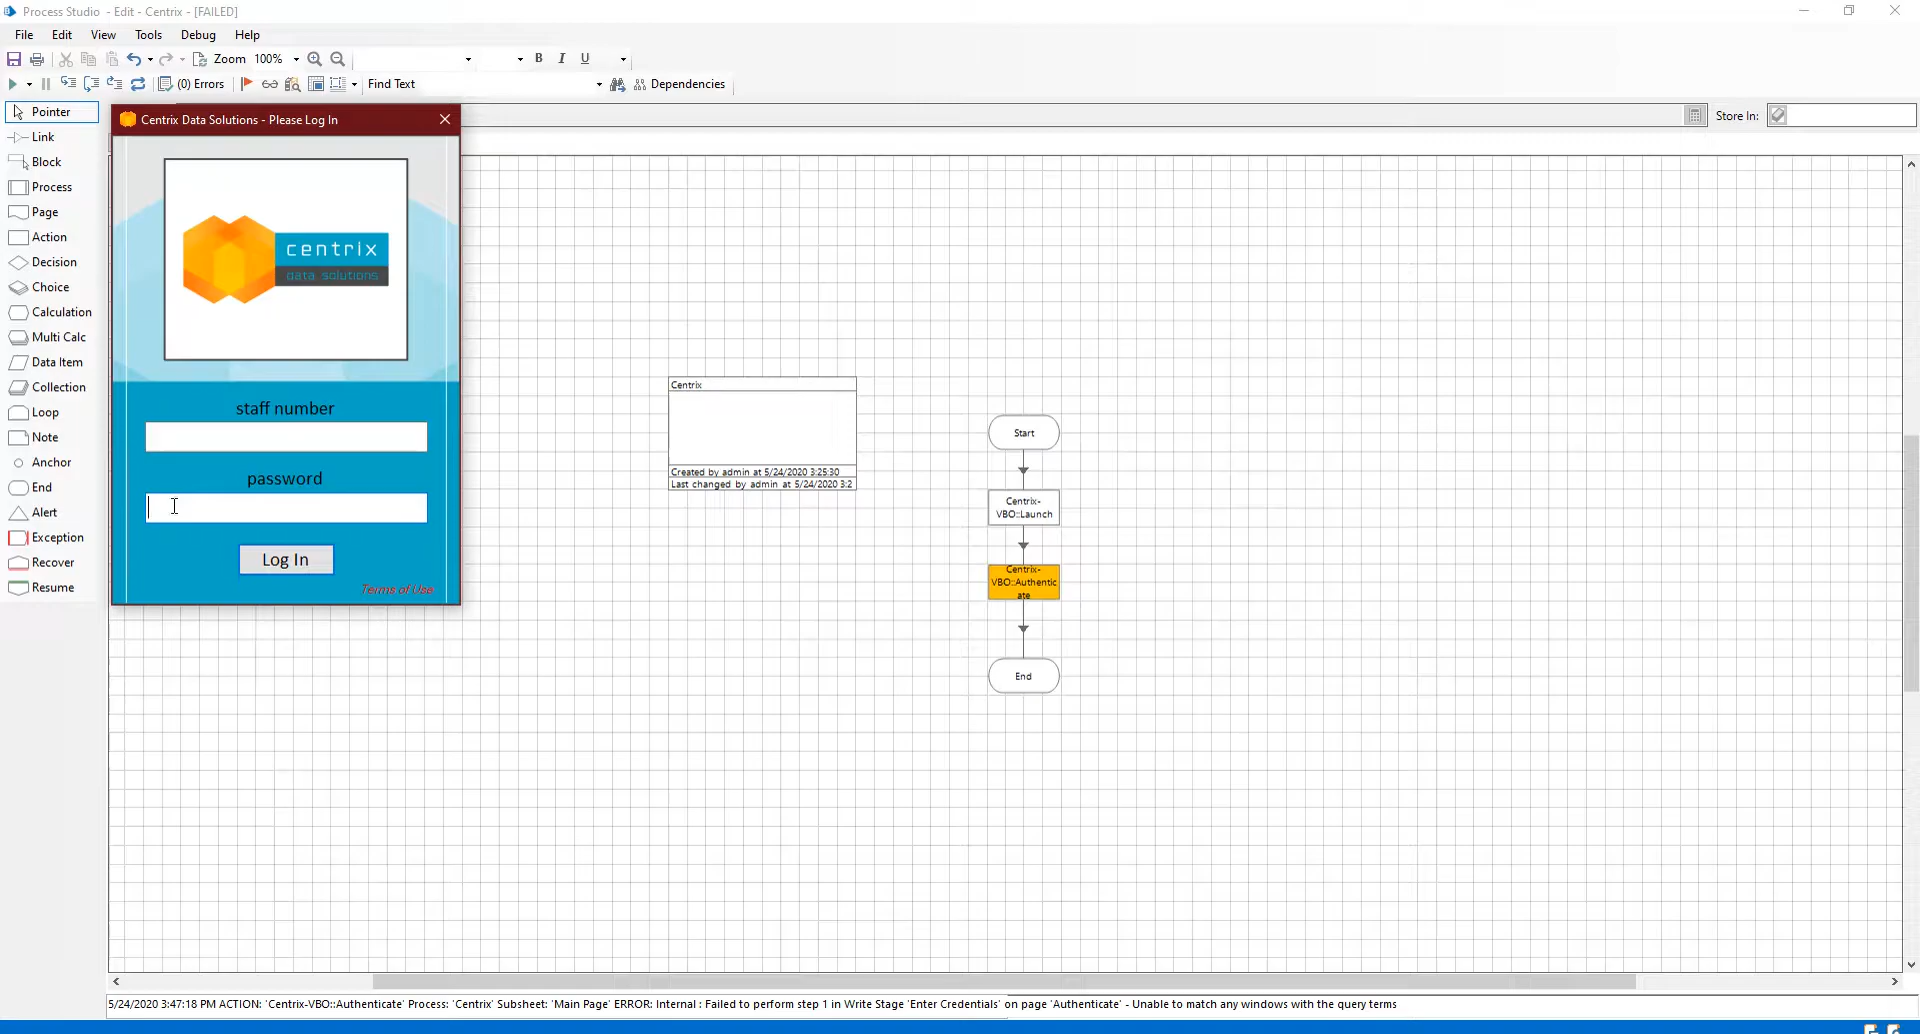 Process Studio - Edit - Centrix - [FAILED]
File Edit View Tools Debug Help
Zoom 100% B I U
(0) Errors Find Text Dependencies
Store In:
Pointer
Link
Block
Process
Page
Action
Decision
Choice
Calculation
Multi Calc
Data Item
Collection
Loop
Note
Anchor
End
Alert
Exception
Recover
Resume
Centrix Data Solutions - Please Log In
centrix
data solutions
staff number
password
Log In
Terms of Use
Centrix
Created by admin at 5/24/2020 3:25:30
Last changed by admin at 5/24/2020 3:2
Start
Centrix-
VBO::Launch
Centrix-
VBO::Authentic
ate
End
5/24/2020 3:47:18 PM ACTION: 'Centrix-VBO::Authenticate' Process: 'Centrix' Subsheet: 'Main Page' ERROR: Internal : Failed to perform step 1 in Write Stage 'Enter Credentials' on page 'Authenticate' - Unable to match any windows with the query terms